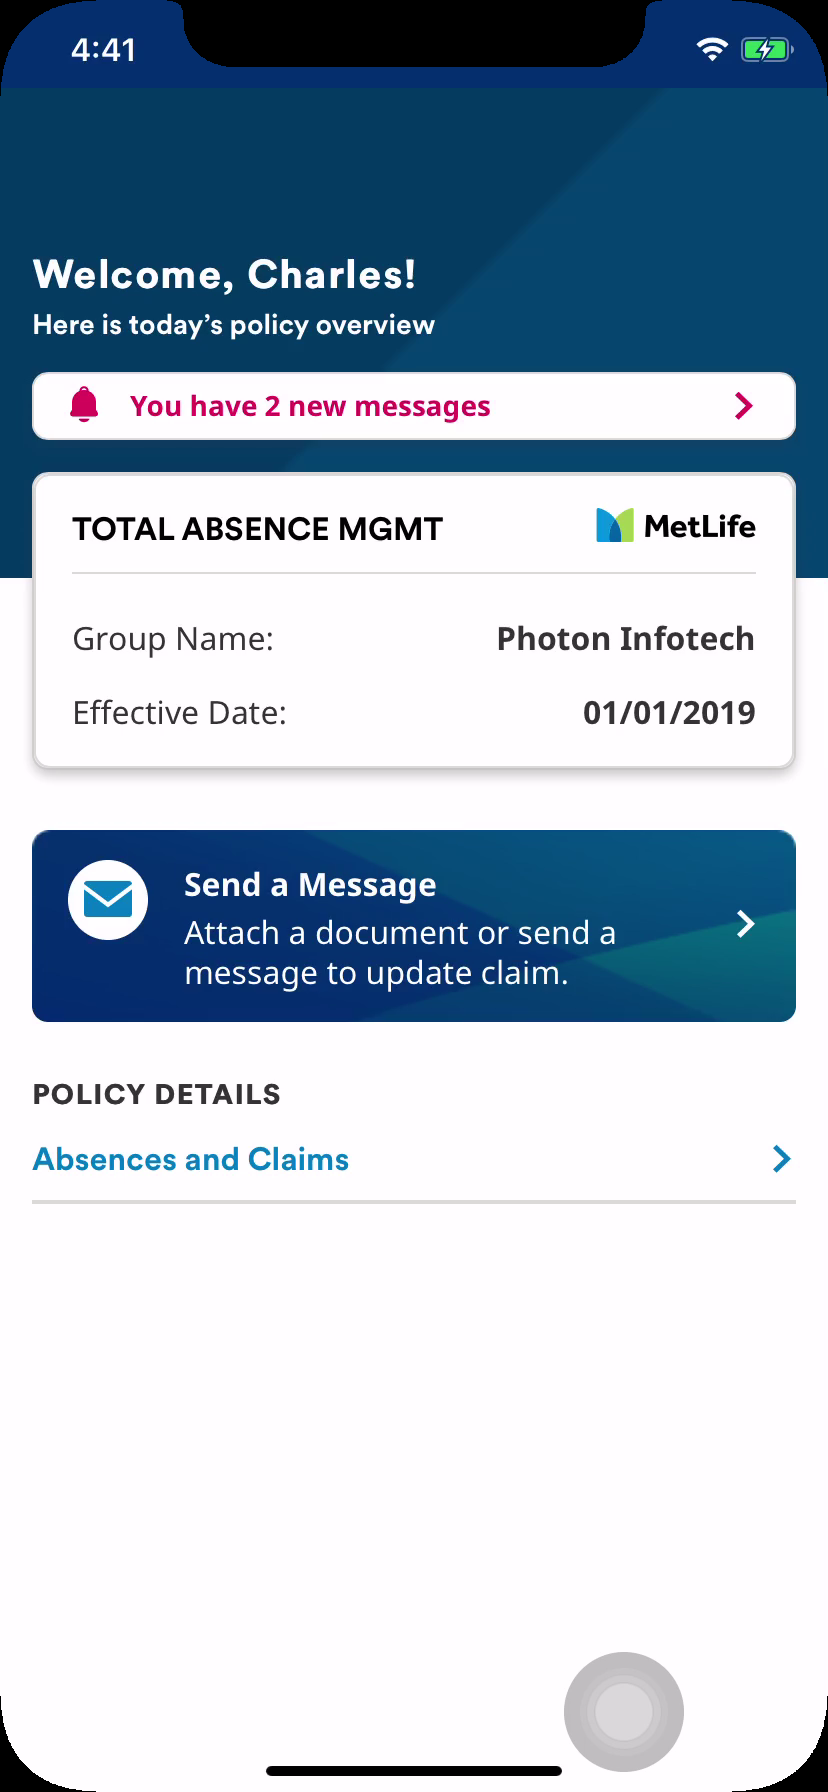 4:41
Welcome, Charles!
Here is today’s policy overview
You have 2 new messages
TOTAL ABSENCE MGMT
MetLife
Group Name:
Photon Infotech
Effective Date:
01/01/2019
Send a Message
Attach a document or send a
message to update claim.
POLICY DETAILS
Absences and Claims